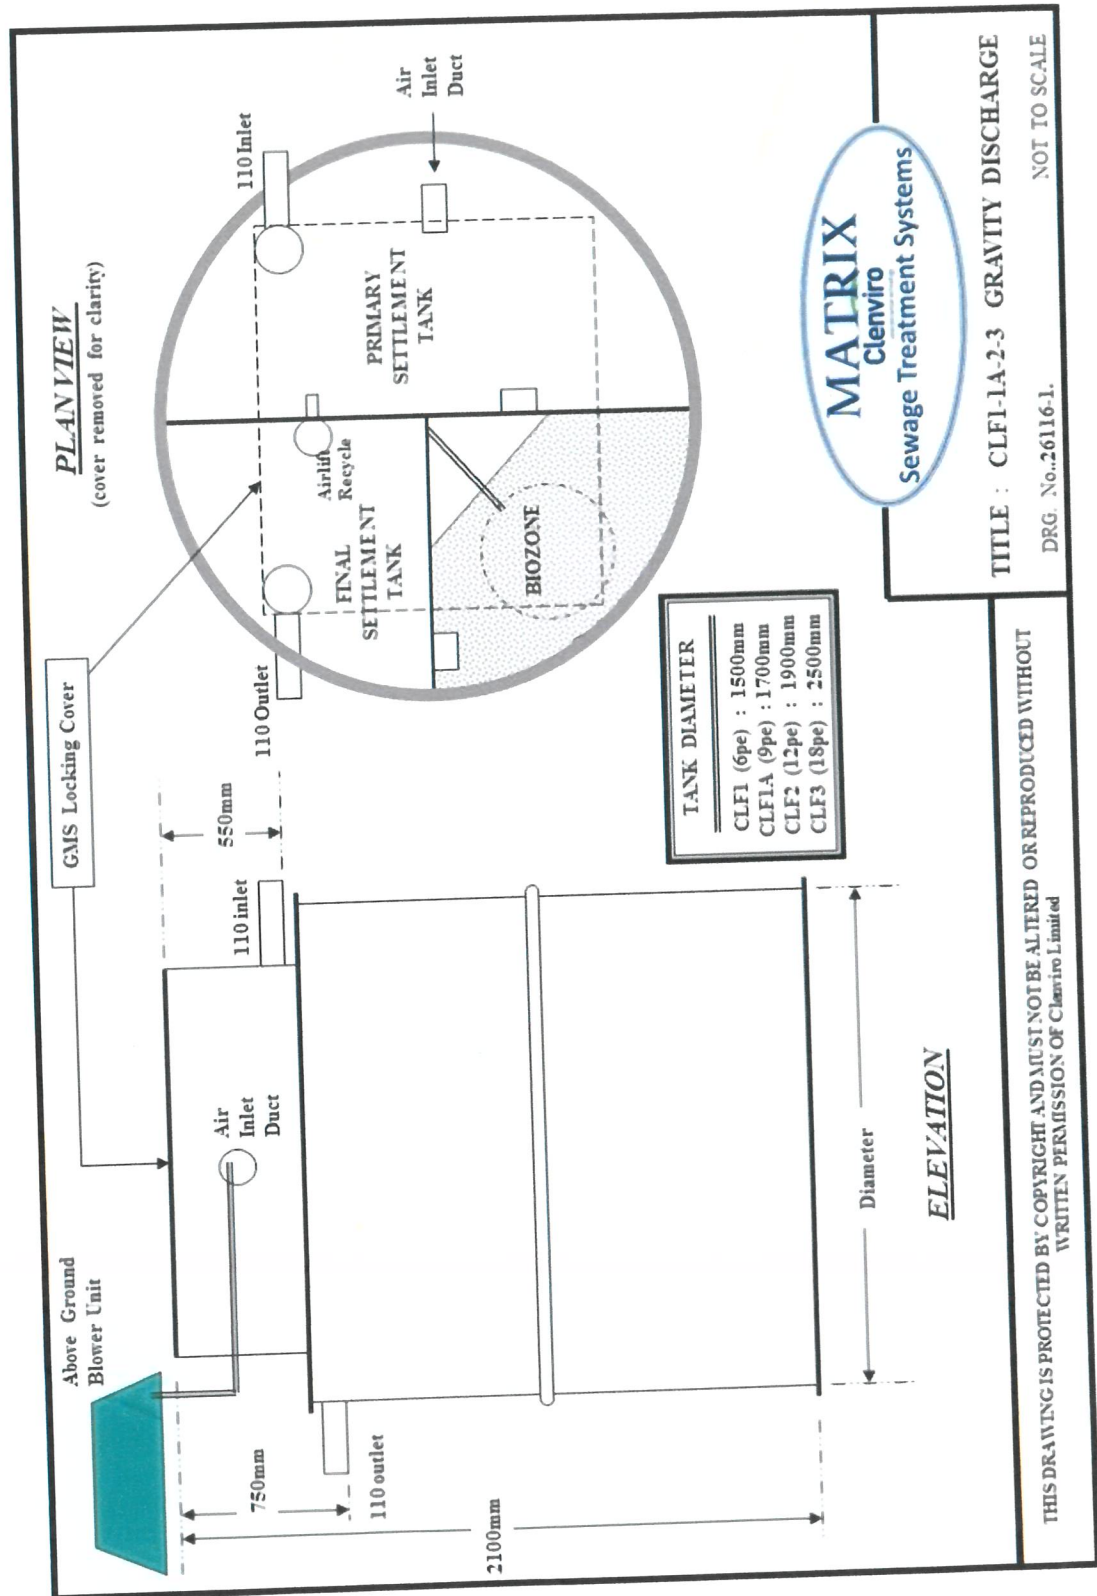 PLAN VIEW
(cover removed for clarity)
GMS Locking Cover
110 Inlet
Air
Inlet
Duct
PRIMARY
SETTLEMENT
TANK
Airlift
Recycle
FINAL
SETTLEMENT
TANK
BIOZONE
110 Outlet
Above Ground
Blower Unit
Air
Inlet
Duct
550mm
110 inlet
750mm
110 outlet
2100mm
Diameter
ELEVATION
TANK DIAMETER
CLF1 (6pe) : 1500mm
CLF1A (9pe) : 1700mm
CLF2 (12pe) : 1900mm
CLF3 (18pe) : 2500mm
MATRIX
Clenviro
Sewage Treatment Systems
TITLE : CLF1-1A-2-3 GRAVITY DISCHARGE
DRG. No..26116-1.
NOT TO SCALE
THIS DRAWING IS PROTECTED BY COPYRIGHT AND MUST NOT BE ALTERED OR REPRODUCED WITHOUT
WRITTEN PERMISSION OF Clenviro Limited